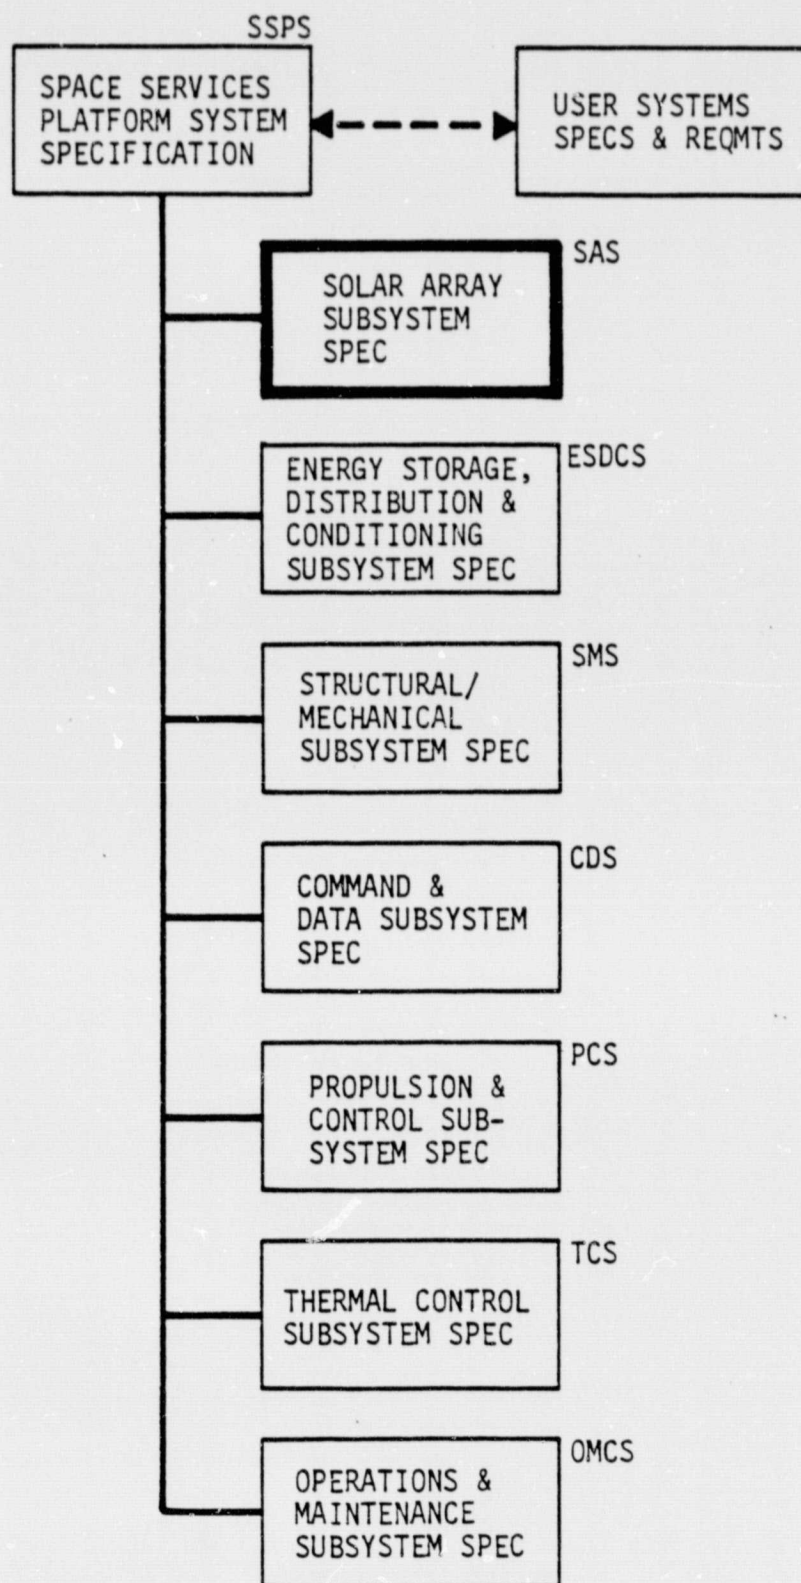 SSPS
SPACE SERVICES
PLATFORM SYSTEM
SPECIFICATION
USER SYSTEMS
SPECS & REQMTS
SAS
SOLAR ARRAY
SUBSYSTEM
SPEC
ESDCS
ENERGY STORAGE,
DISTRIBUTION &
CONDITIONING
SUBSYSTEM SPEC
SMS
STRUCTURAL/
MECHANICAL
SUBSYSTEM SPEC
CDS
COMMAND &
DATA SUBSYSTEM
SPEC
PCS
PROPULSION &
CONTROL SUB-
SYSTEM SPEC
TCS
THERMAL CONTROL
SUBSYSTEM SPEC
OMCS
OPERATIONS &
MAINTENANCE
SUBSYSTEM SPEC